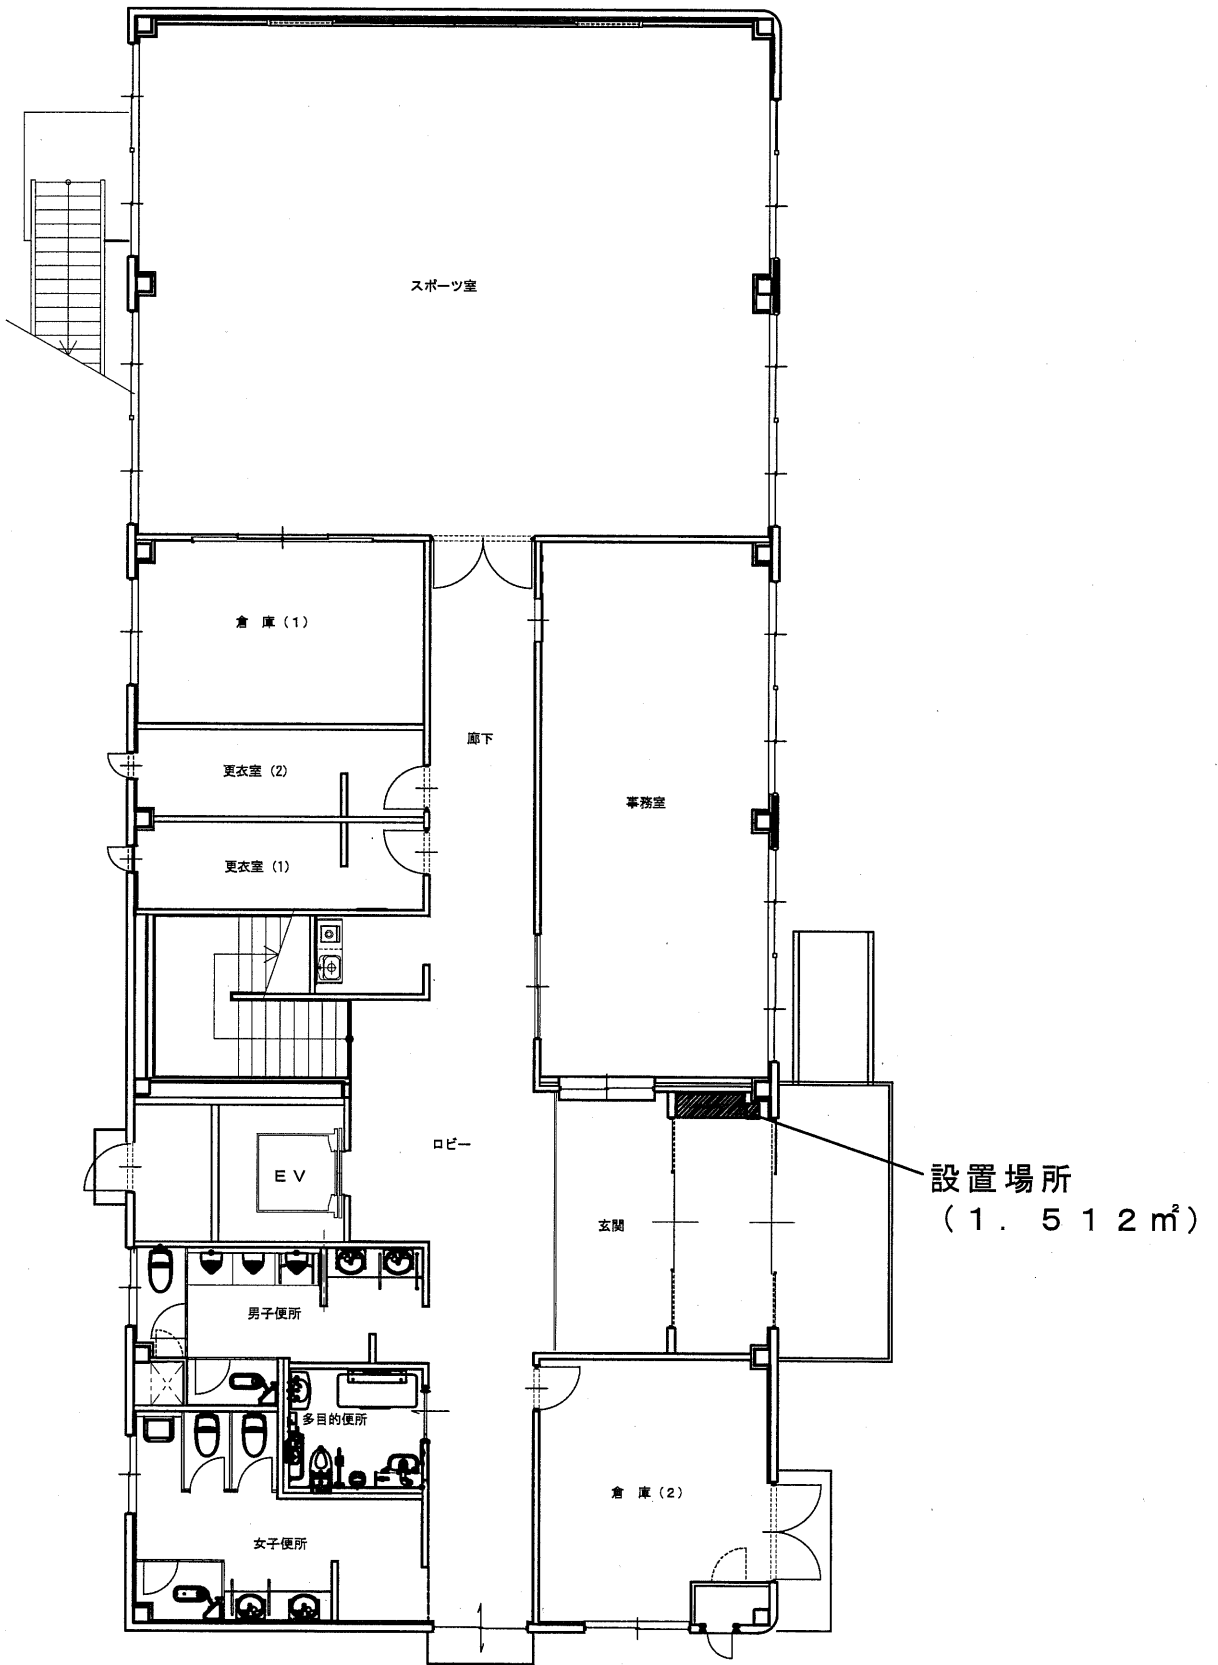 スポーツ室
倉 庫（1）
廊下
更衣室（2）
事務室
更衣室（1）
ロビー
設置場所
（１．５１２㎡）
ＥＶ
玄関
男子便所
多目的便所
倉 庫（2）
女子便所